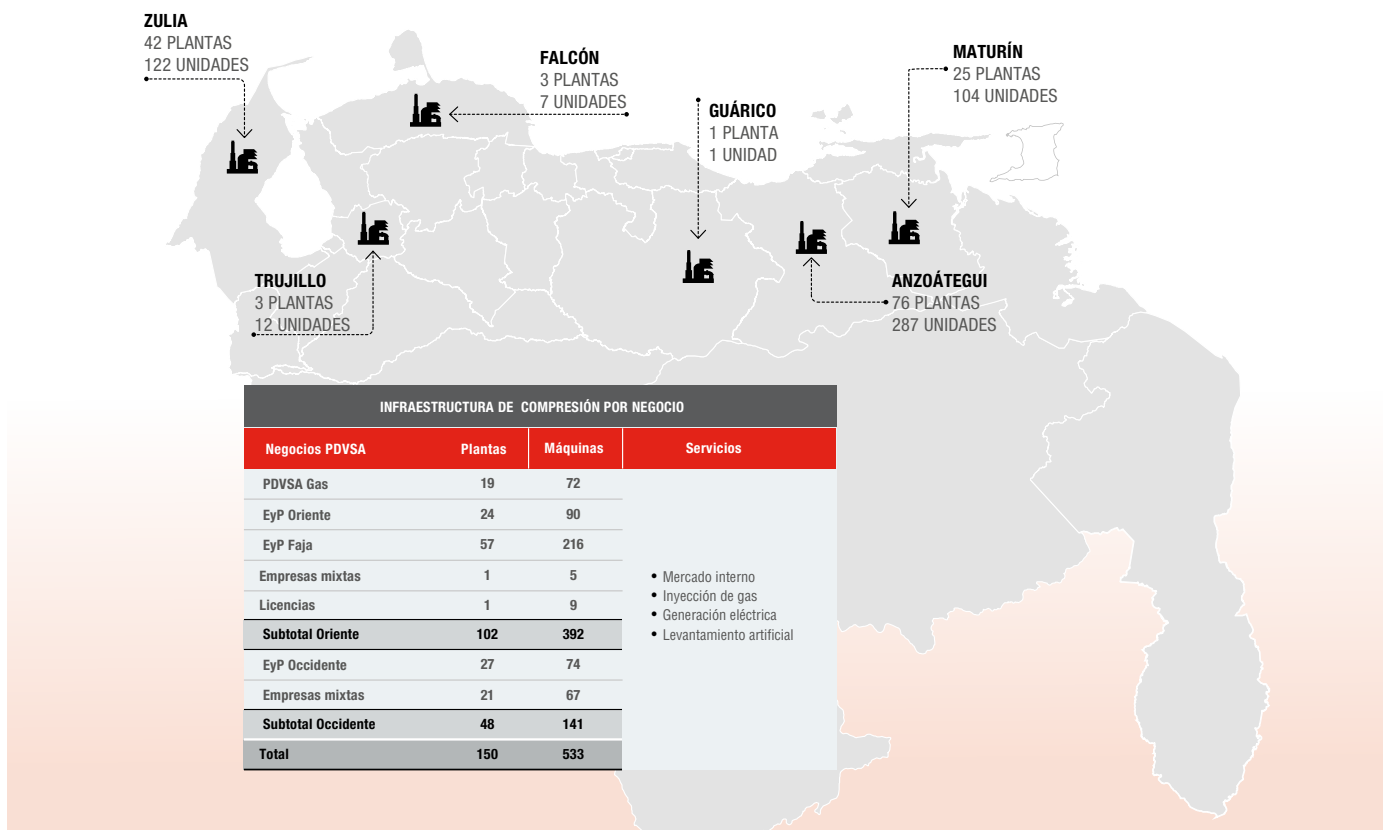 ZULIA
42 PLANTAS
122 UNIDADES
FALCÓN
3 PLANTAS
7 UNIDADES
GUÁRICO
1 PLANTA
1 UNIDAD
MATURÍN
25 PLANTAS
104 UNIDADES
TRUJILLO
3 PLANTAS
12 UNIDADES
ANZOÁTEGUI
76 PLANTAS
287 UNIDADES
INFRAESTRUCTURA DE COMPRESIÓN POR NEGOCIO
Negocios PDVSA Plantas Máquinas Servicios
PDVSA Gas 19 72
EyP Oriente 24 90
EyP Faja 57 216
Empresas mixtas 1 5
Licencias 1 9
Subtotal Oriente 102 392
EyP Occidente 27 74
Empresas mixtas 21 67
Subtotal Occidente 48 141
Total 150 533
• Mercado interno
• Inyección de gas
• Generación eléctrica
• Levantamiento artificial